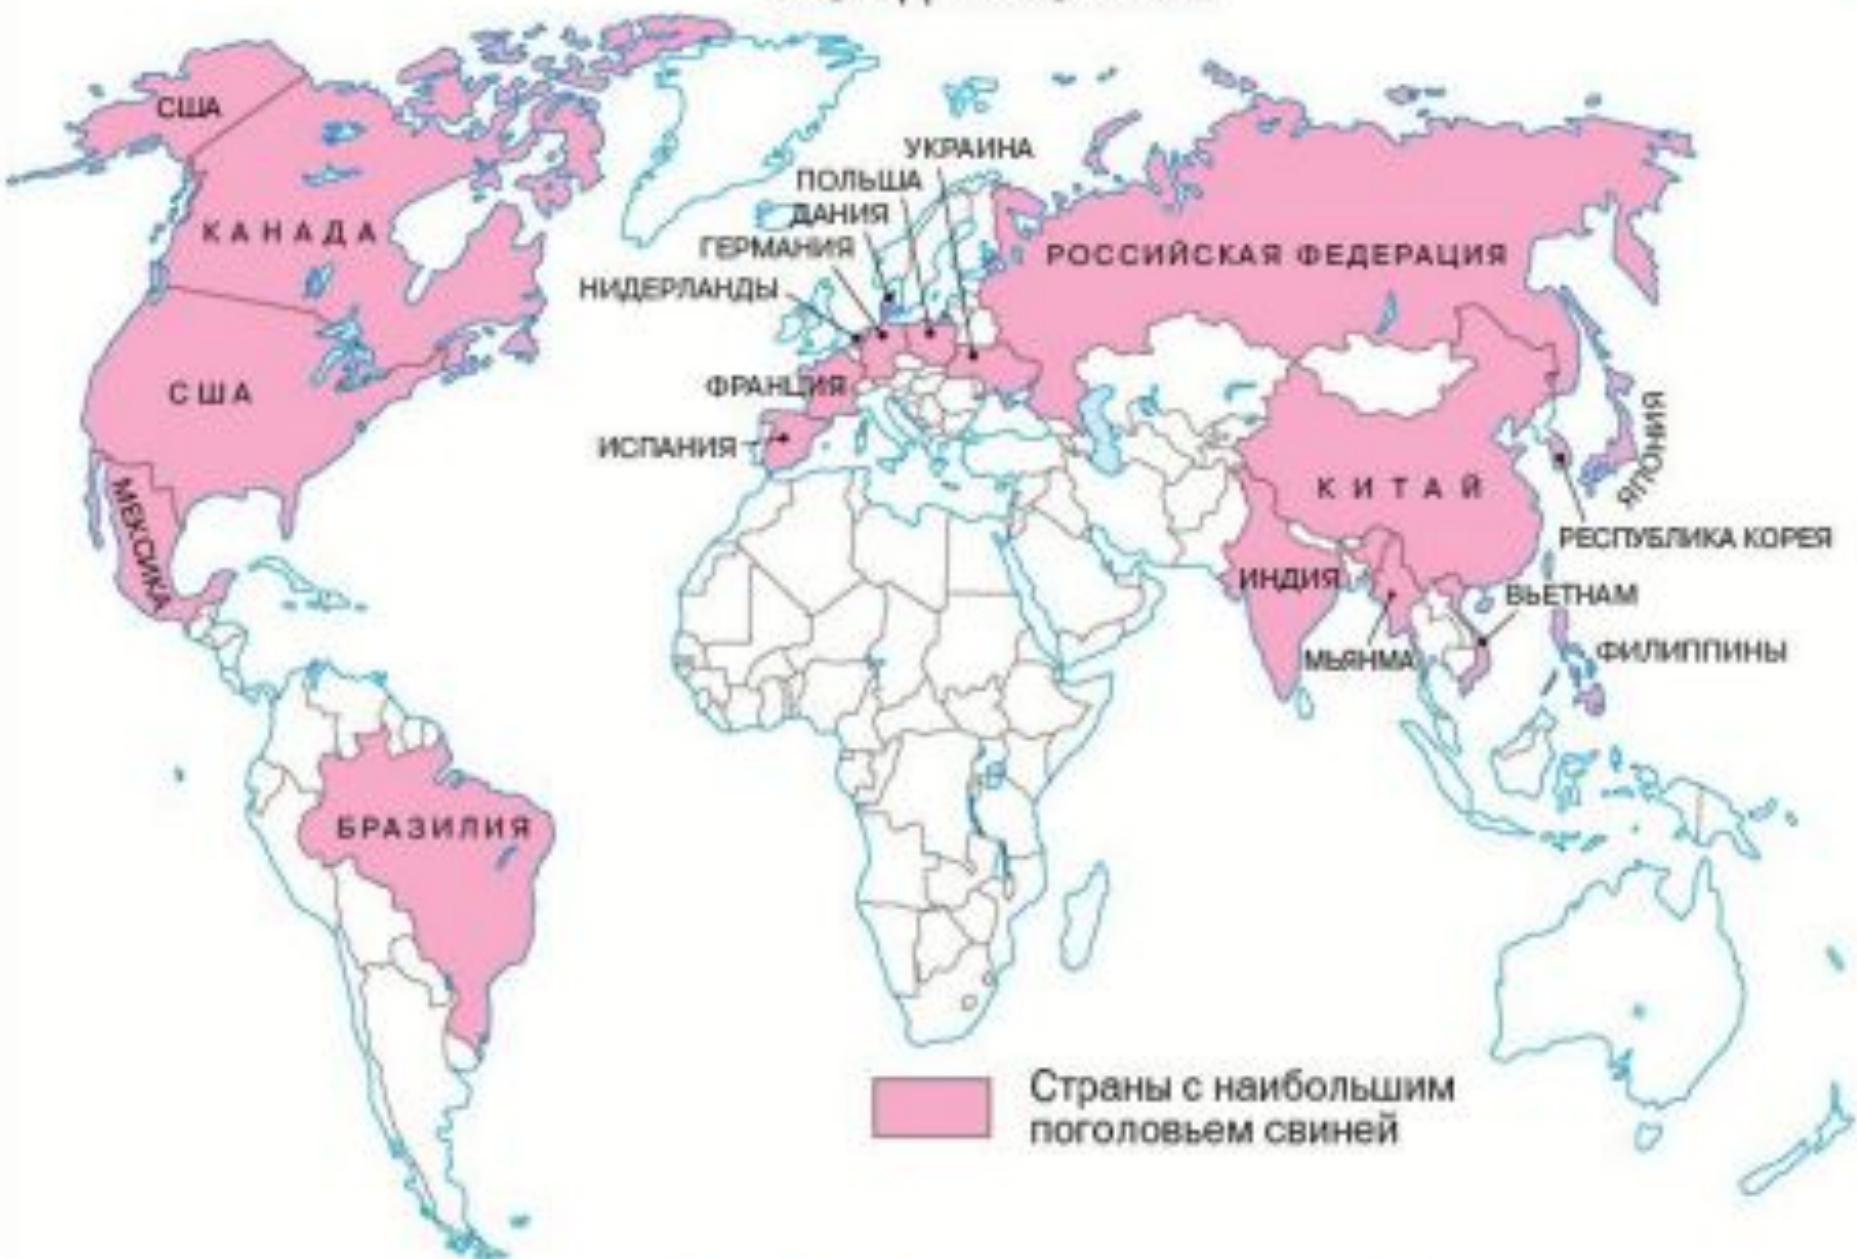 США
КАНАДА
США
МЕКСИКА
БРАЗИЛИЯ
УКРАИНА
ПОЛЬША
ДАНИЯ
ГЕРМАНИЯ
НИДЕРЛАНДЫ
ФРАНЦИЯ
ИСПАНИЯ
РОССИЙСКАЯ ФЕДЕРАЦИЯ
КИТАЙ
ЯПОНИЯ
РЕСПУБЛИКА КОРЕЯ
ИНДИЯ
ВЬЕТНАМ
МЬЯНМА
ФИЛИППИНЫ
Страны с наибольшим
поголовьем свиней